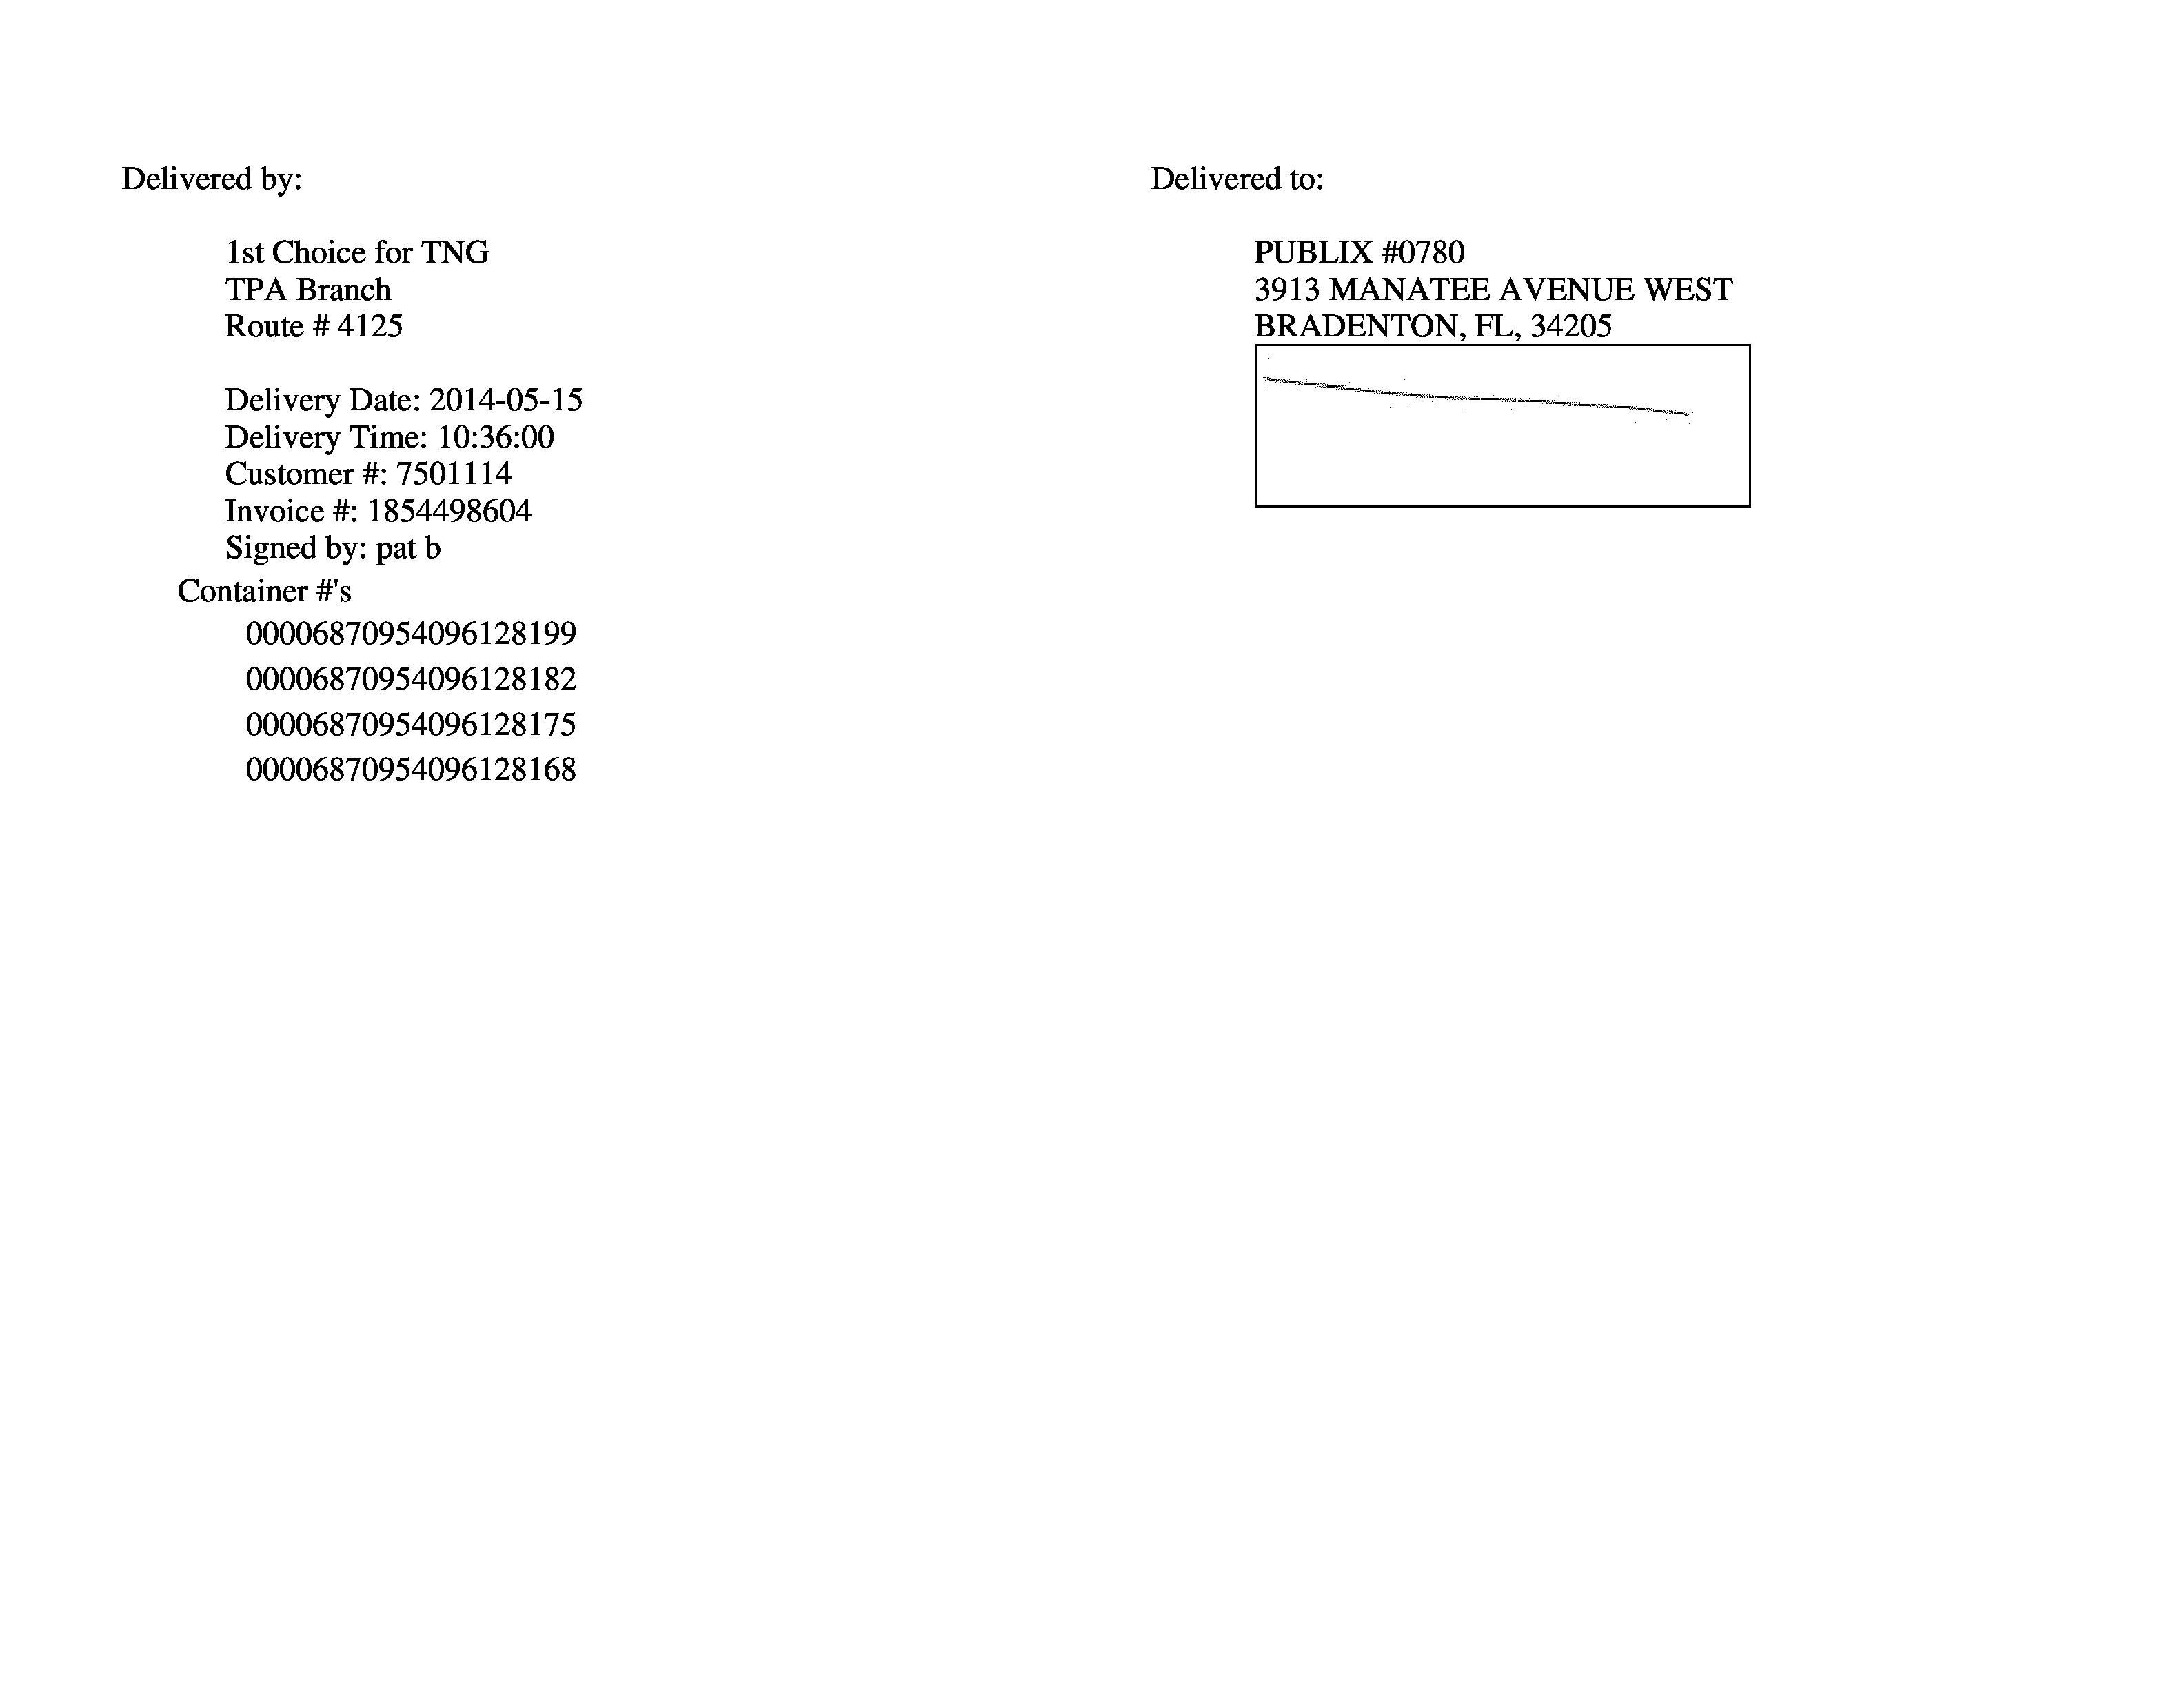 Delivered by:
1st Choice for TNG
TPA Branch
Route # 4125
Delivery Date: 2014-05-15
Delivery Time: 10:36:00
Customer #: 7501114
Invoice #: 1854498604
Signed by: pat b
Container #'s
00006870954096128199
00006870954096128182
00006870954096128175
00006870954096128168
Delivered to:
PUBLIX #0780
3913 MANATEE AVENUE WEST
BRADENTON, FL, 34205